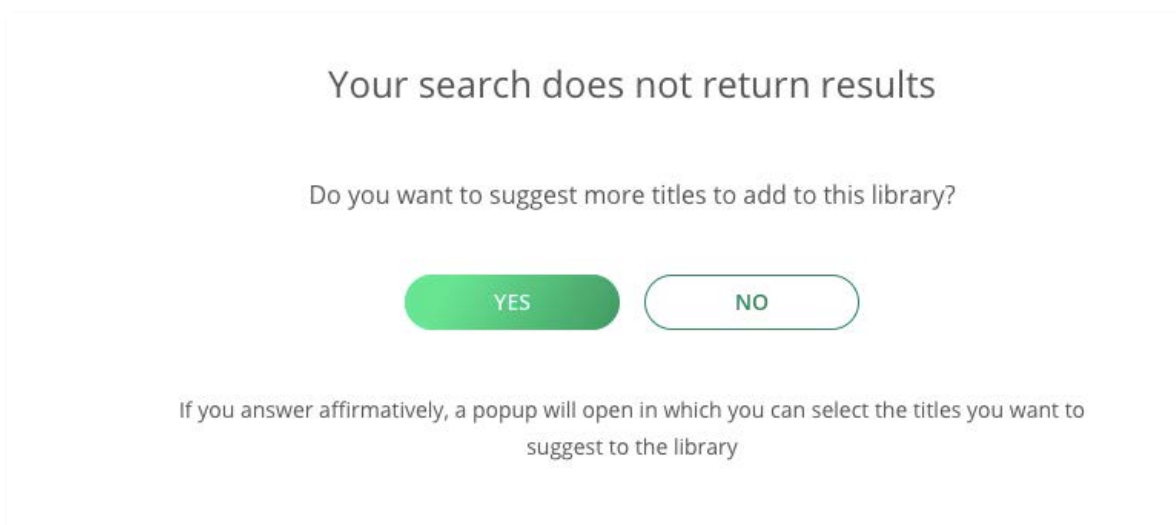 Your search does not return results
Do you want to suggest more titles to add to this library?
YES NO
If you answer affirmatively, a popup will open in which you can select the titles you want to
suggest to the library